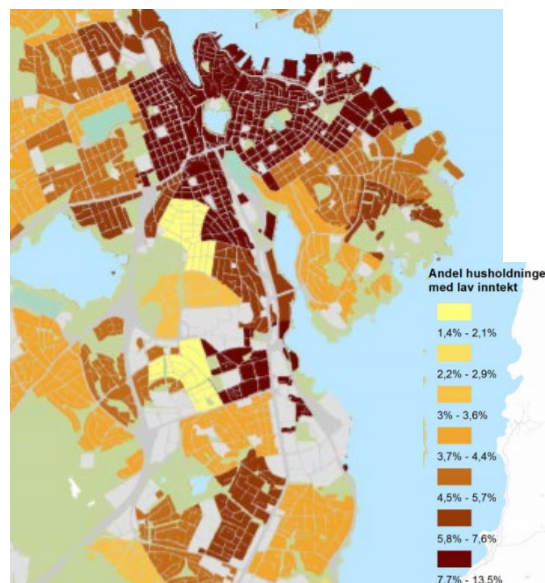 Andel husholdninge
med lav inntekt
1,4% - 2,1%
2,2% - 2,9%
3% - 3,6%
3,7% - 4,4%
4,5% - 5,7%
5,8% - 7,6%
7,7% - 13,5%